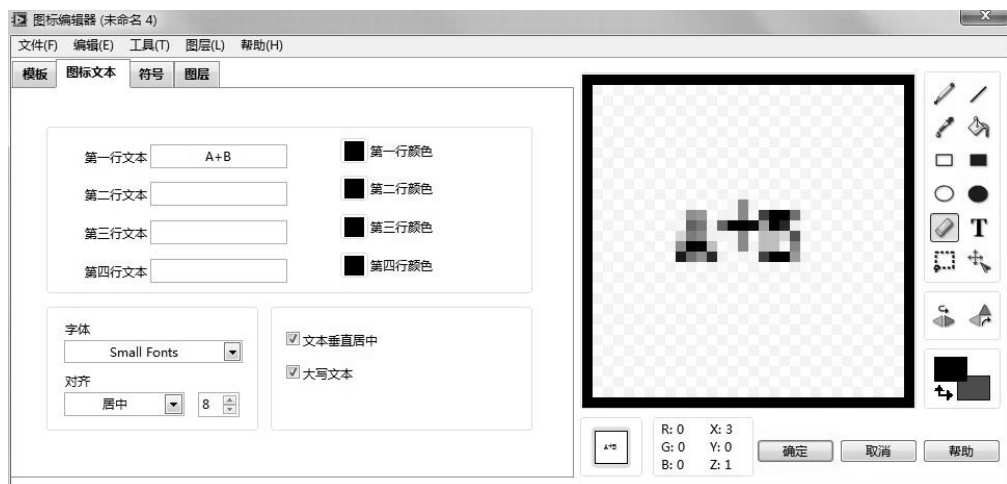 图标编辑器 (未命名 4)
x
文件(F) 编辑(E) 工具(T) 图层(L) 帮助(H)
模板 图标文本 符号 图层
第一行文本 A+B 第一行颜色
第二行文本 第二行颜色
第三行文本 第三行颜色
第四行文本 第四行颜色
字体
Small Fonts
对齐
居中 8
文本垂直居中
大写文本
A+B
T
A+B
R: 0 X: 3
G: 0 Y: 0
B: 0 Z: 1
确定 取消 帮助